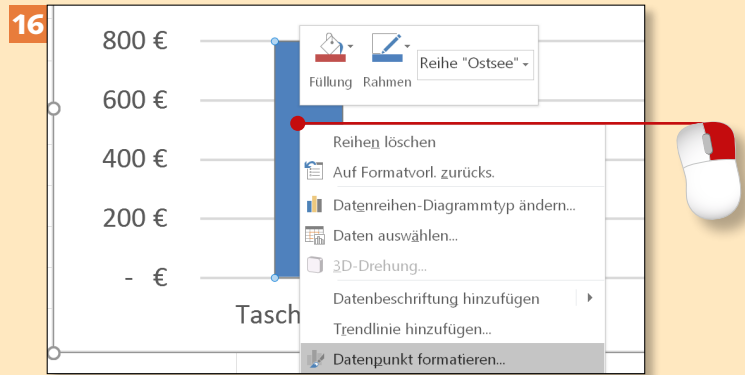 16
800 €
600 €
400 €
200 €
- €
Tasch
Füllung Rahmen
Reihe "Ostsee"
Reihen löschen
Auf Formatvorl. zurücks.
Datenreihen-Diagrammtyp ändern...
Daten auswählen...
3D-Drehung...
Datenbeschriftung hinzufügen
Trendlinie hinzufügen...
Datenpunkt formatieren...